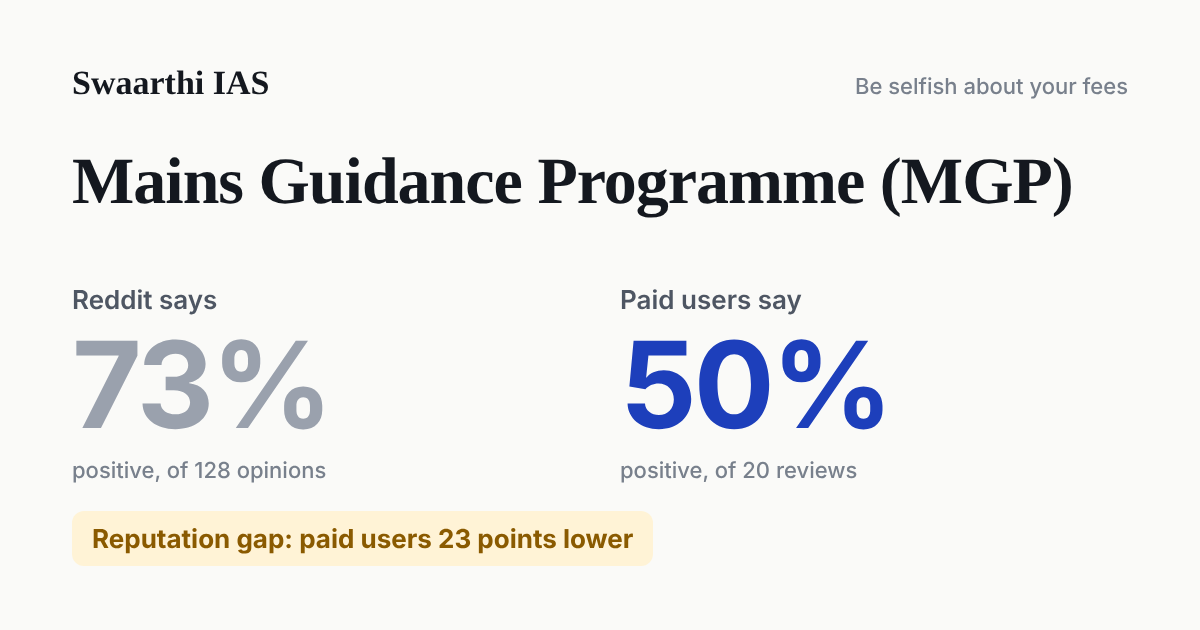 Swaarthi IAS
Be selfish about your fees
Mains Guidance Programme (MGP)
Reddit says
73%
positive, of 128 opinions
Paid users say
50%
positive, of 20 reviews
Reputation gap: paid users 23 points lower